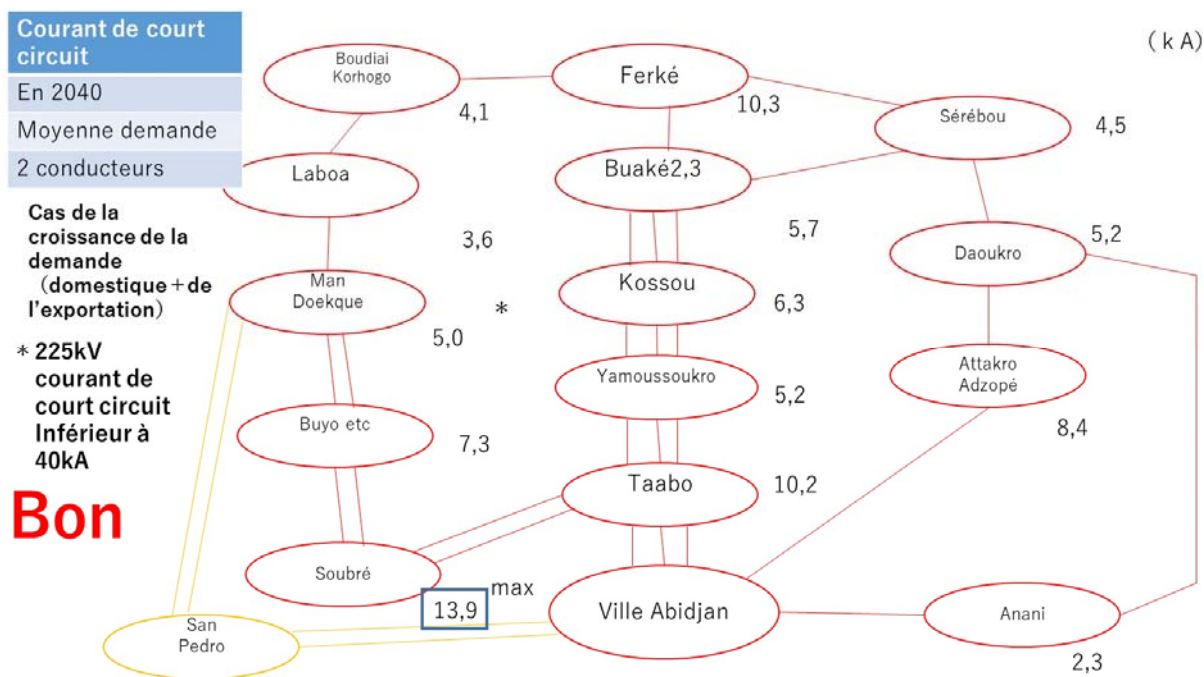 Courant de court
circuit
En 2040
Moyenne demande
2 conducteurs
Cas de la
croissance de la
demande
(domestique+de
l'exportation)
* 225kV
courant de
court circuit
Inférieur à
40kA
Bon
(kA)
Boudiai
Korhogo
4,1
Ferké
10,3
Sérébou
4,5
Laboa
3,6
Buaké2,3
5,7
Daoukro
5,2
Man
Doekque
5,0
*
Kossou
6,3
Yamoussoukro
5,2
Attakro
Adzopé
8,4
Buyo etc
7,3
Taabo
10,2
Soubré
13,9
max
Ville Abidjan
Anani
2,3
San
Pedro